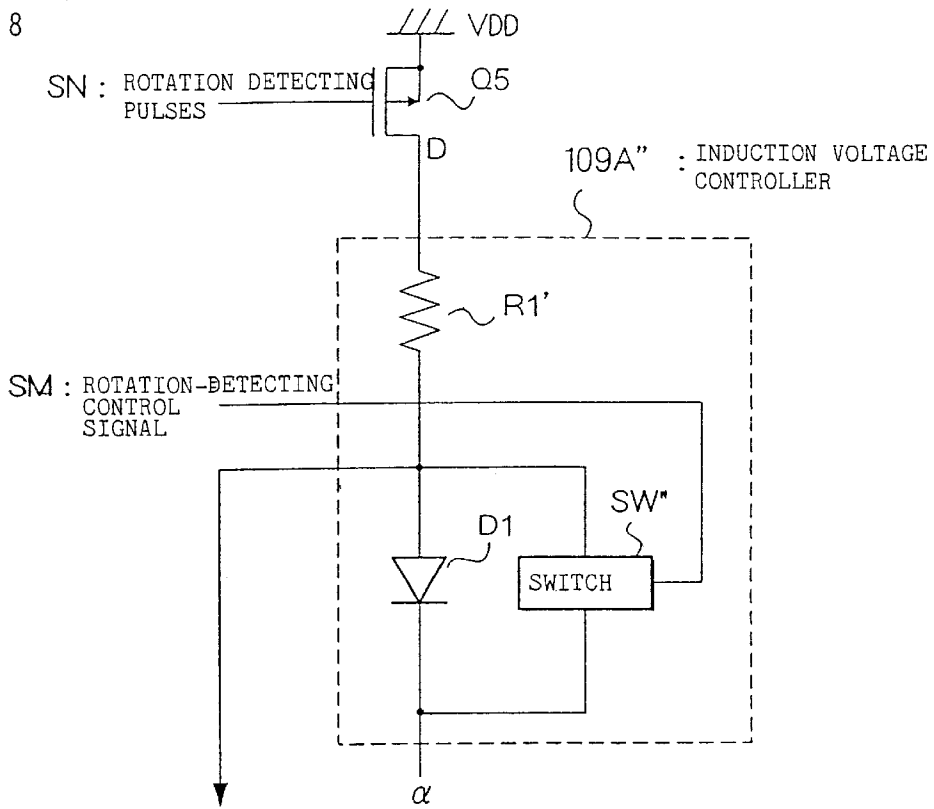 8
VDD
SN : ROTATION DETECTING
PULSES
Q5
D
109A" : INDUCTION VOLTAGE
CONTROLLER
R1'
SM : ROTATION-DETECTING
CONTROL
SIGNAL
SW"
D1
SWITCH
α